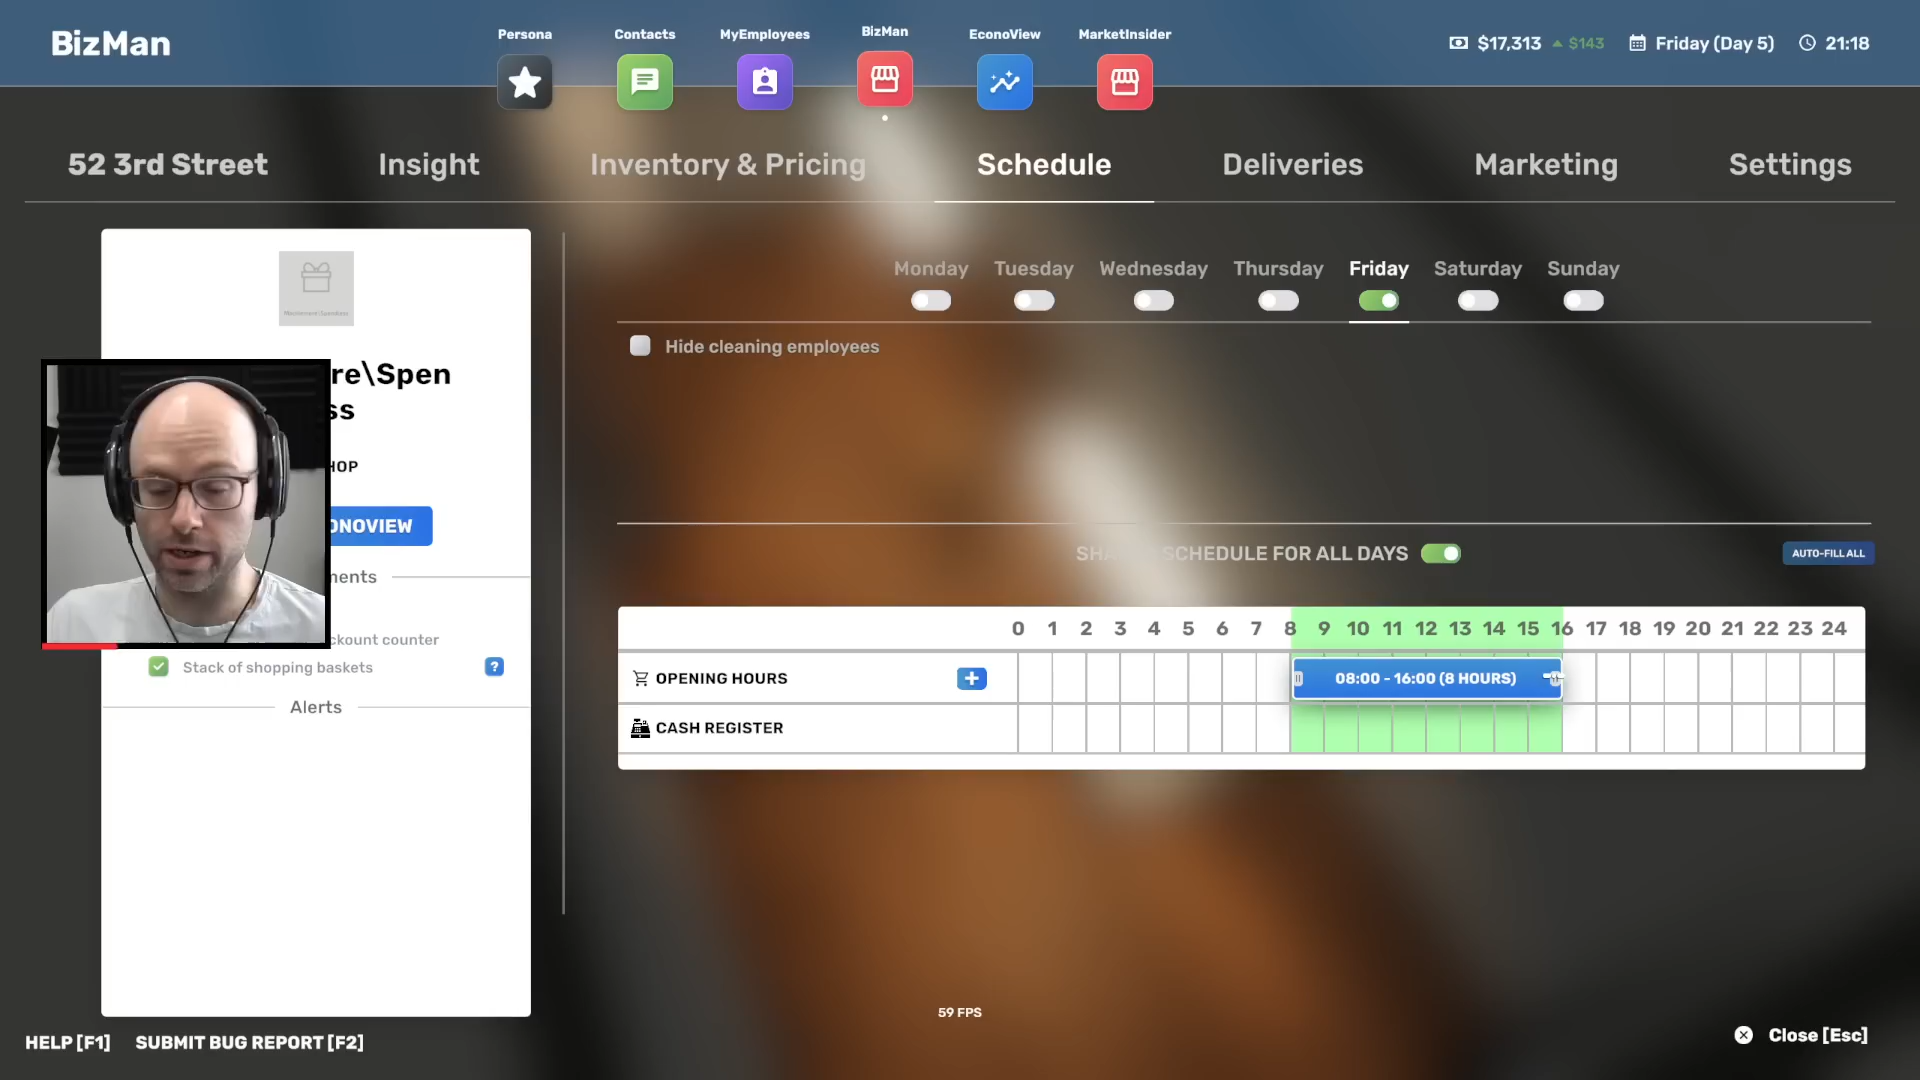 BizMan
Persona
Contacts
MyEmployees
BizMan
EconoView
MarketInsider
$17,313
$143
Friday (Day 5)
21:18
52 3rd Street
Insight
Inventory & Pricing
Schedule
Deliveries
Marketing
Settings
re\Spen
ss
HOP
ONOVIEW
ments
ckount counter
Stack of shopping baskets
?
Alerts
Monday
Tuesday
Wednesday
Thursday
Friday
Saturday
Sunday
Hide cleaning employees
SCHEDULE FOR ALL DAYS
AUTO-FILL ALL
0 1 2 3 4 5 6 7 8 9 10 11 12 13 14 15 16 17 18 19 20 21 22 23 24
OPENING HOURS
08:00 - 16:00 (8 HOURS)
CASH REGISTER
59 FPS
HELP [F1]
SUBMIT BUG REPORT [F2]
Close [Esc]